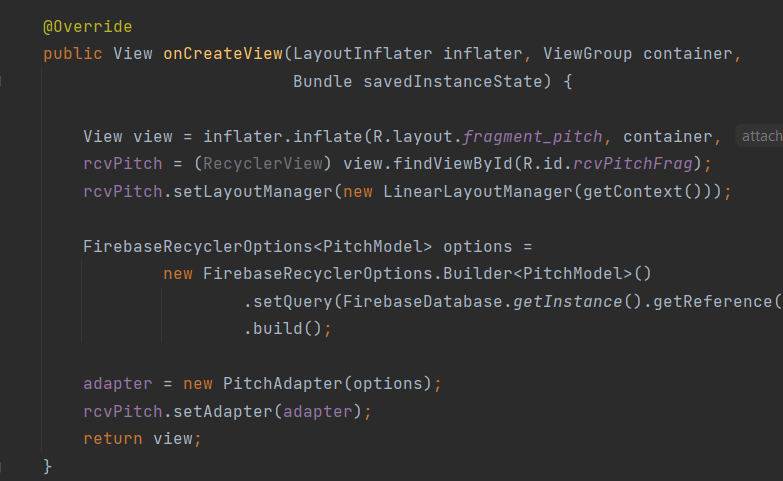 @Override
public View onCreateView(LayoutInflater inflater, ViewGroup container,
Bundle savedInstanceState) {
View view = inflater.inflate(R.layout.fragment_pitch, container, attach
rcvPitch = (RecyclerView) view.findViewById(R.id.rcvPitchFrag);
rcvPitch.setLayoutManager(new LinearLayoutManager(getContext()));
FirebaseRecyclerOptions<PitchModel> options =
new FirebaseRecyclerOptions.Builder<PitchModel>()
.setQuery(FirebaseDatabase.getInstance().getReference(
.build();
adapter = new PitchAdapter(options);
rcvPitch.setAdapter(adapter);
return view;
}